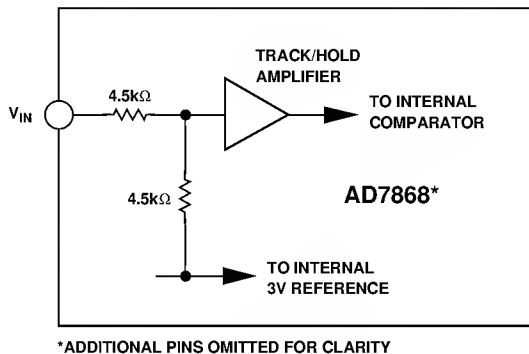 TRACK/HOLD
AMPLIFIER
4.5kΩ
V_IN
TO INTERNAL
COMPARATOR
4.5kΩ
AD7868*
TO INTERNAL
3V REFERENCE
*ADDITIONAL PINS OMITTED FOR CLARITY